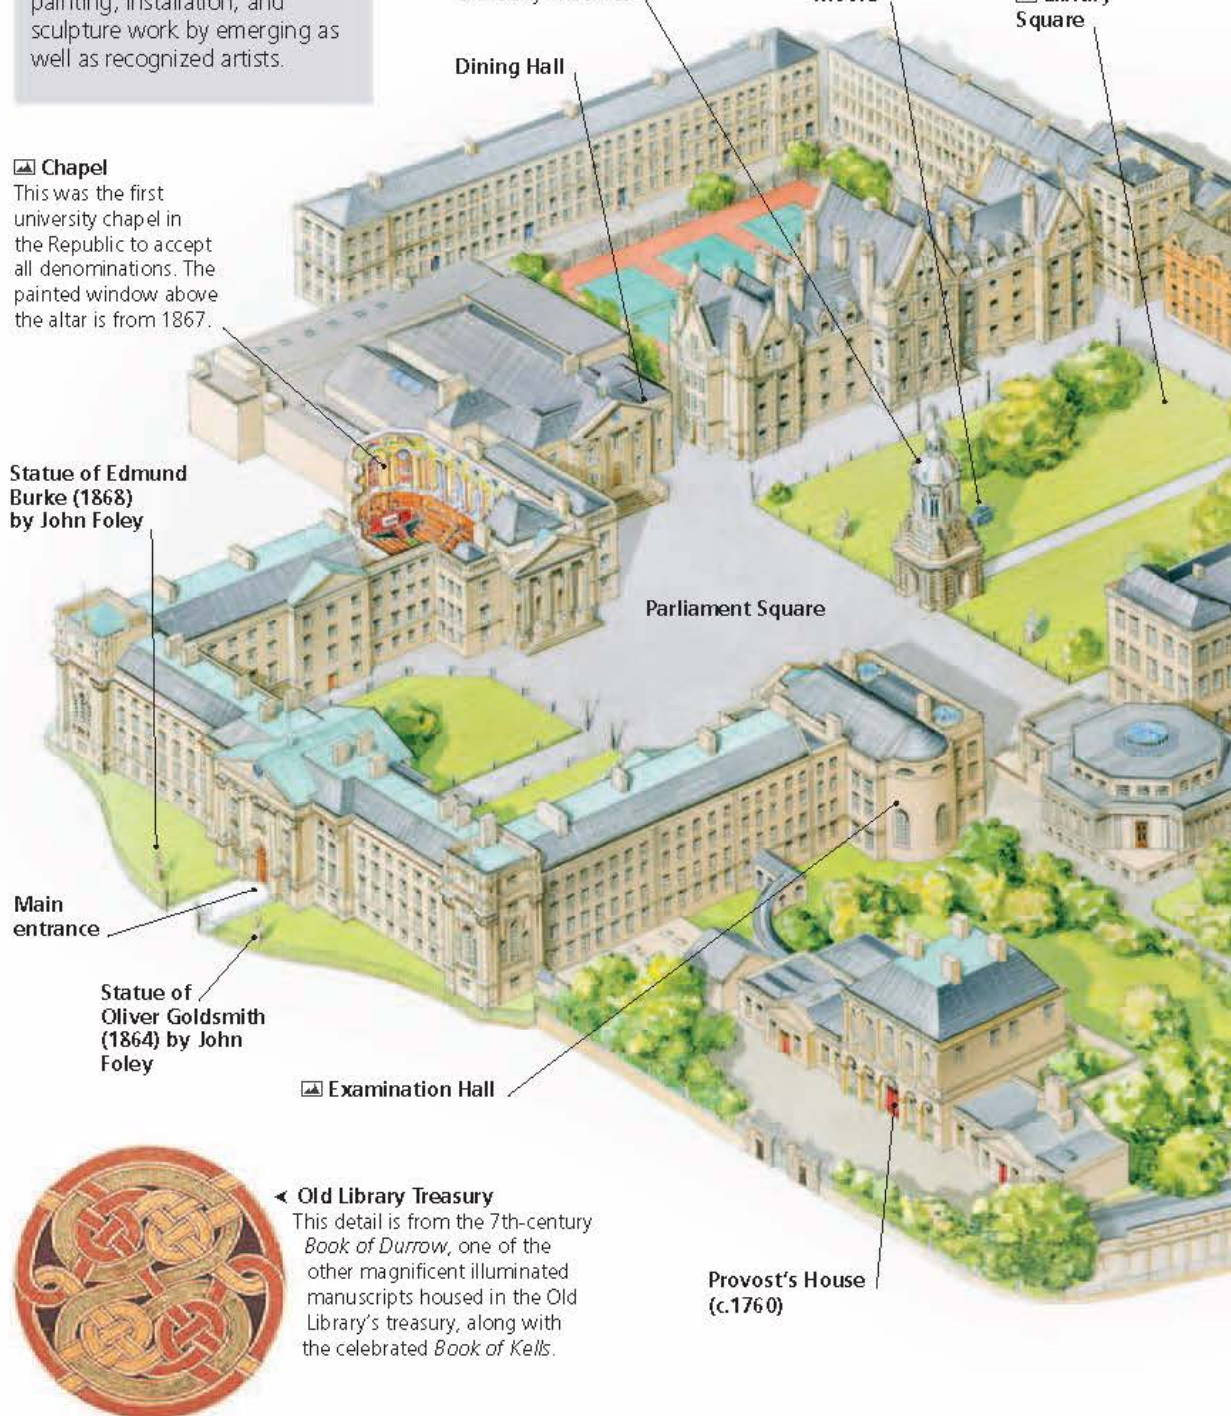 painting, installation, and
sculpture work by emerging as
well as recognized artists.
Square
Dining Hall
Chapel
This was the first
university chapel in
the Republic to accept
all denominations. The
painted window above
the altar is from 1867.
Statue of Edmund
Burke (1868)
by John Foley
Parliament Square
Main
entrance
Statue of
Oliver Goldsmith
(1864) by John
Foley
Examination Hall
Old Library Treasury
This detail is from the 7th-century
Book of Durrow, one of the
other magnificent illuminated
manuscripts housed in the Old
Library's treasury, along with
the celebrated Book of Kells.
Provost's House
(c.1760)